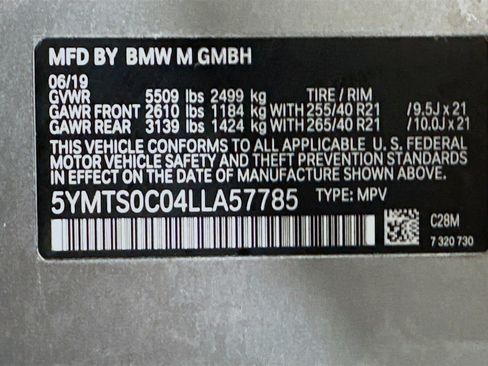 MFD BY BMW M GMBH
06/19
GVWR 5509 lbs 2499 kg TIRE / RIM
GAWR FRONT 2610 lbs 1184 kg WITH 255/40 R21 /9.5J x 21
GAWR REAR 3139 lbs 1424 kg WITH 265/40 R21 /10.0J x 21
THIS VEHICLE CONFORMS TO ALL APPLICABLE U. S. FEDERAL
MOTOR VEHICLE SAFETY AND THEFT PREVENTION STANDARDS
IN EFFECT ON THE DATE OF MANUFACTURE SHOWN ABOVE.
5YMTS0C04LLA57785 TYPE: MPV
C28M
7 320 730